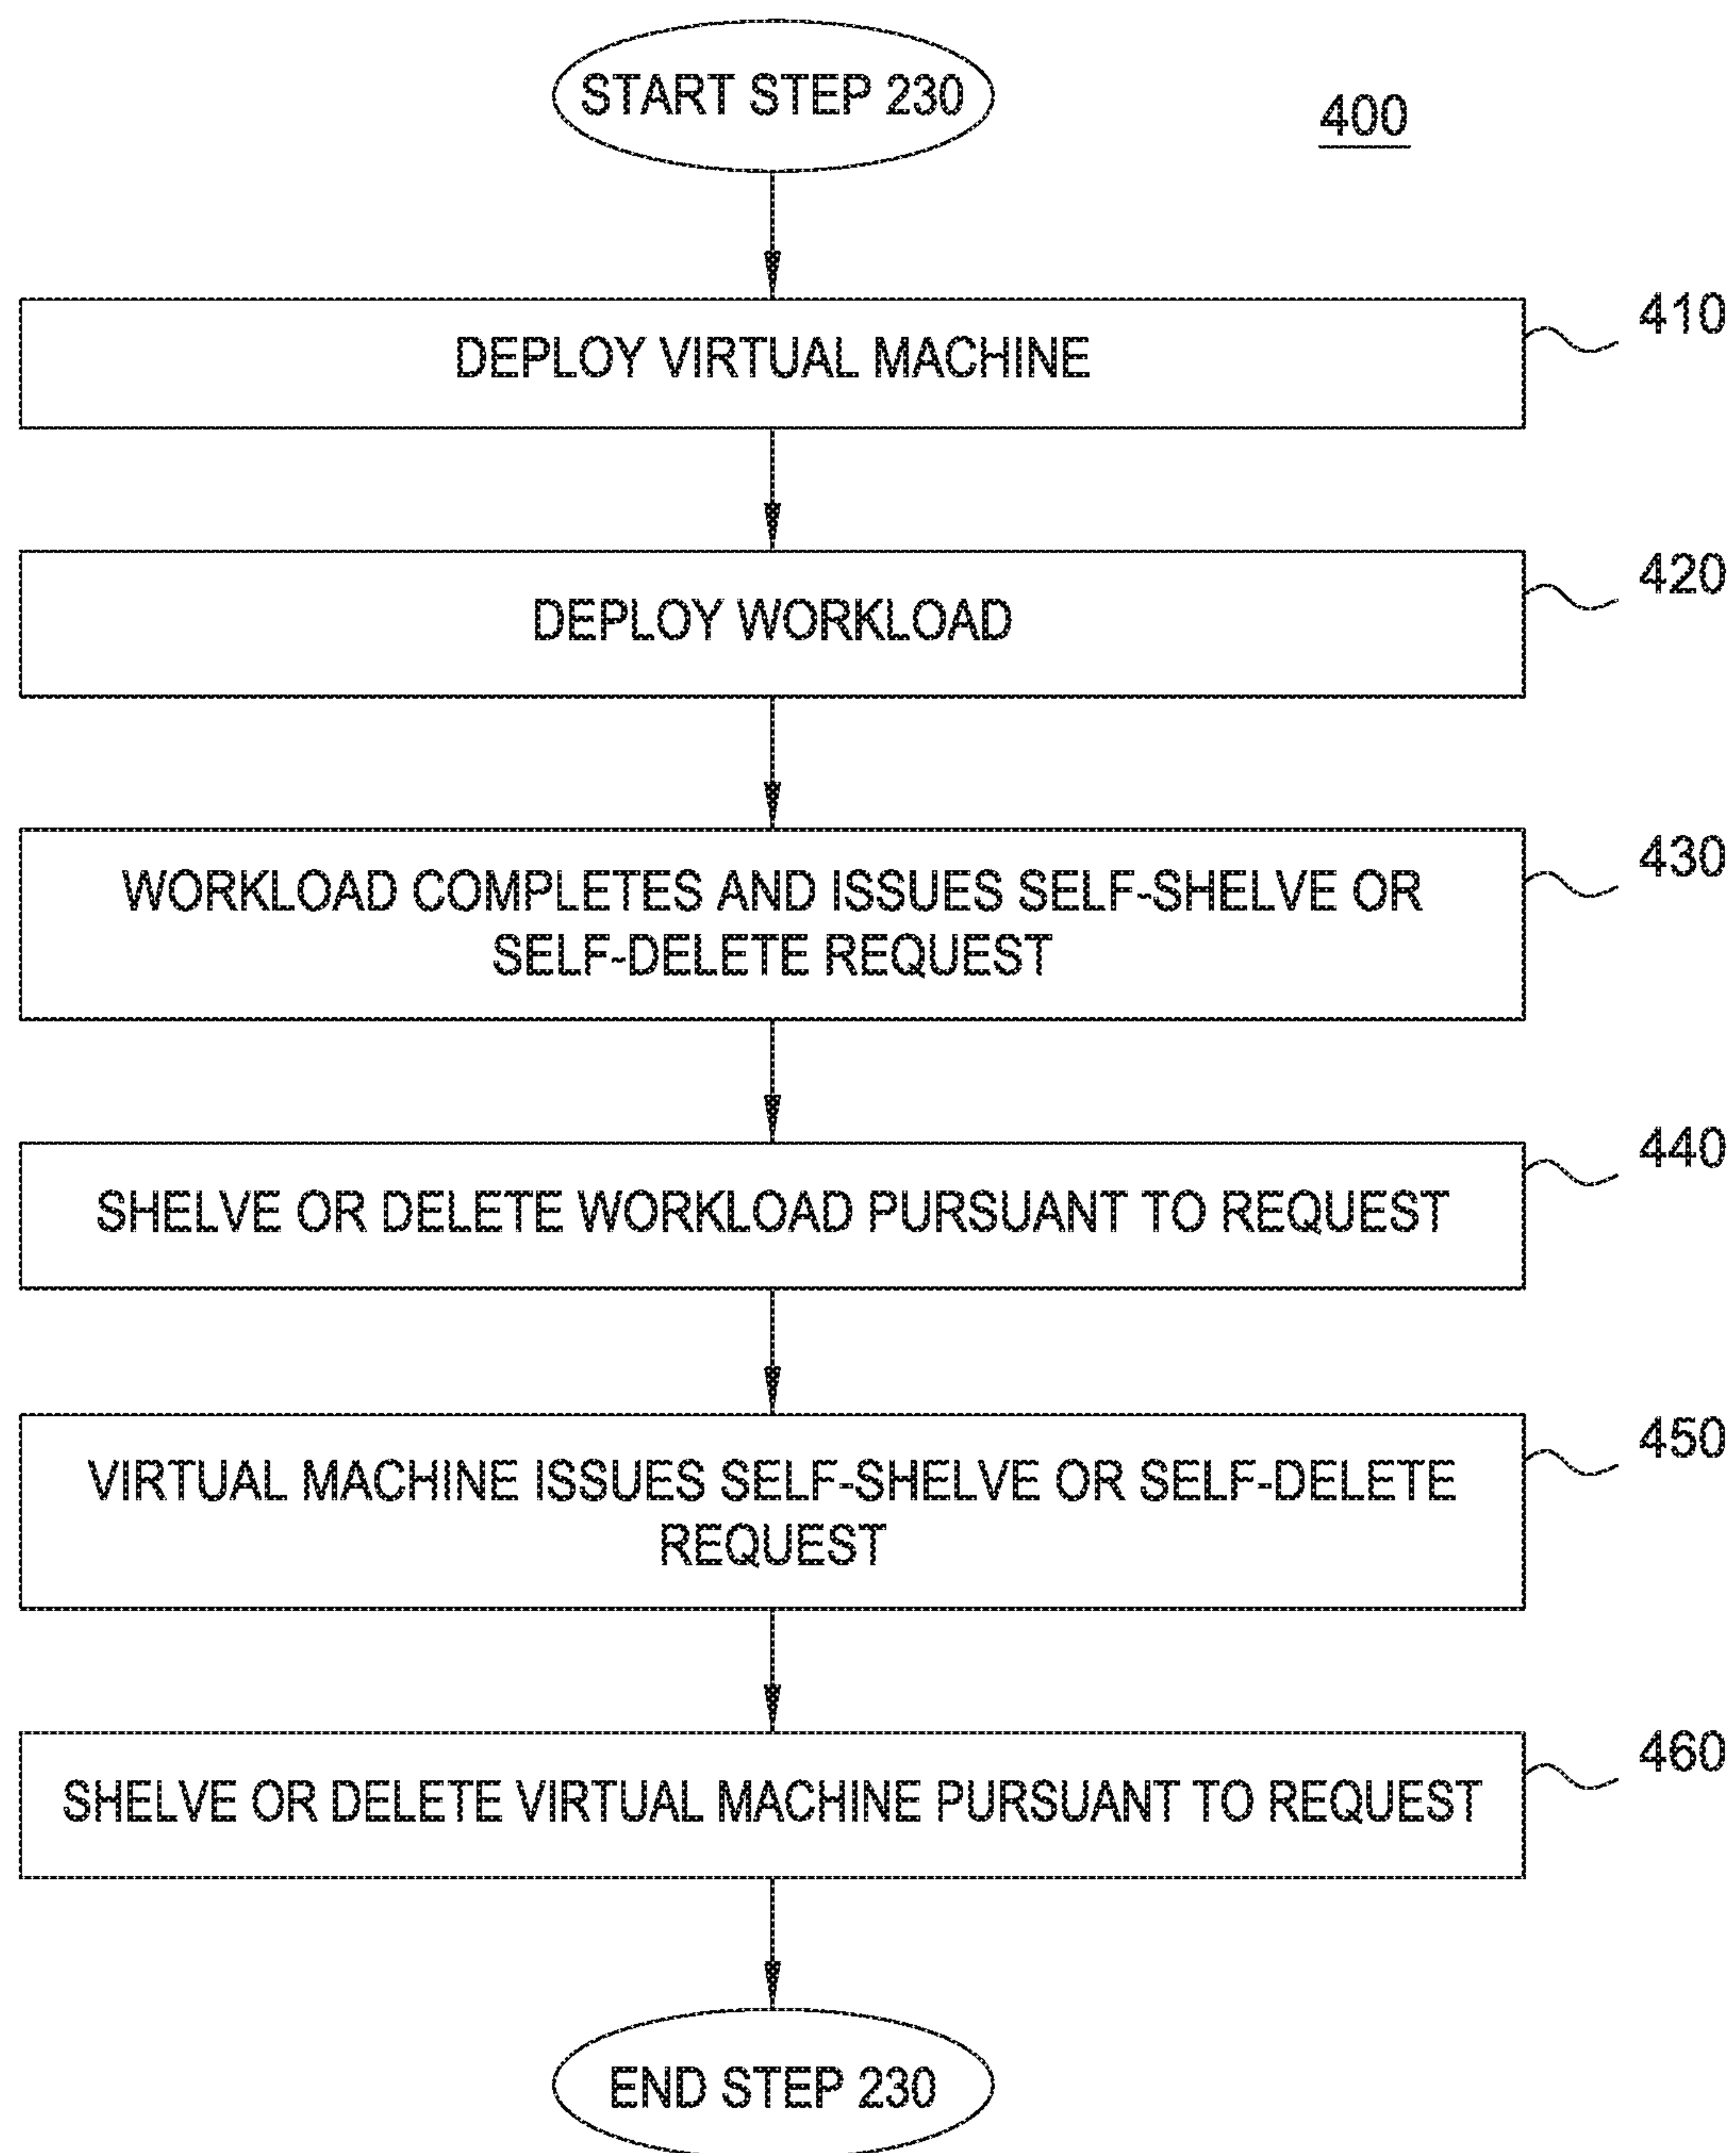 START STEP 230
400
DEPLOY VIRTUAL MACHINE
410
DEPLOY WORKLOAD
420
WORKLOAD COMPLETES AND ISSUES SELF-SHELVE OR
SELF-DELETE REQUEST
430
SHELVE OR DELETE WORKLOAD PURSUANT TO REQUEST
440
VIRTUAL MACHINE ISSUES SELF-SHELVE OR SELF-DELETE
REQUEST
450
SHELVE OR DELETE VIRTUAL MACHINE PURSUANT TO REQUEST
460
END STEP 230